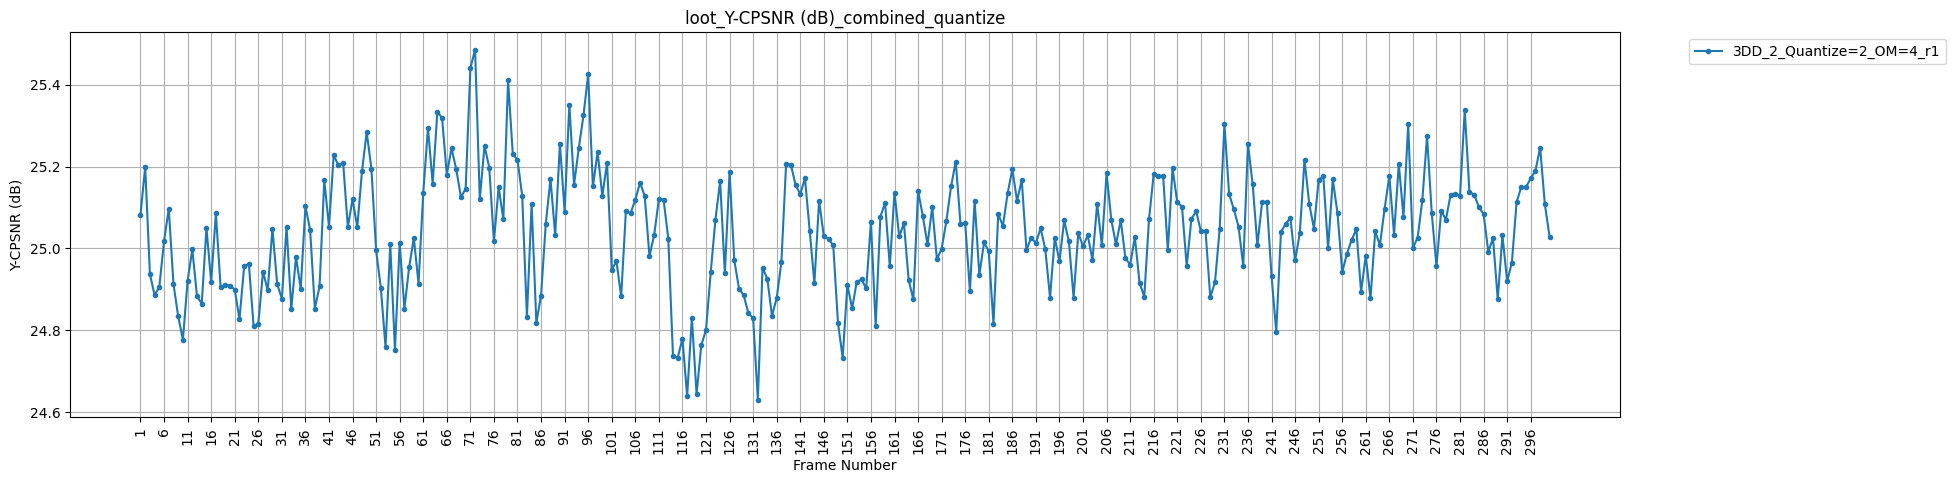 loot_Y-CPSNR (dB)_combined_quantize
3DD_2_Quantize=2_OM=4_r1
Y-CPSNR (dB)
25.4
25.2
25.0
24.8
24.6
1 6 11 16 21 26 31 36 41 46 51 56 61 66 71 76 81 86 91 96 101 106 111 116 121 126 131 136 141 146 151 156 161 166 171 176 181 186 191 196 201 206 211 216 221 226 231 236 241 246 251 256 261 266 271 276 281 286 291 296
Frame Number